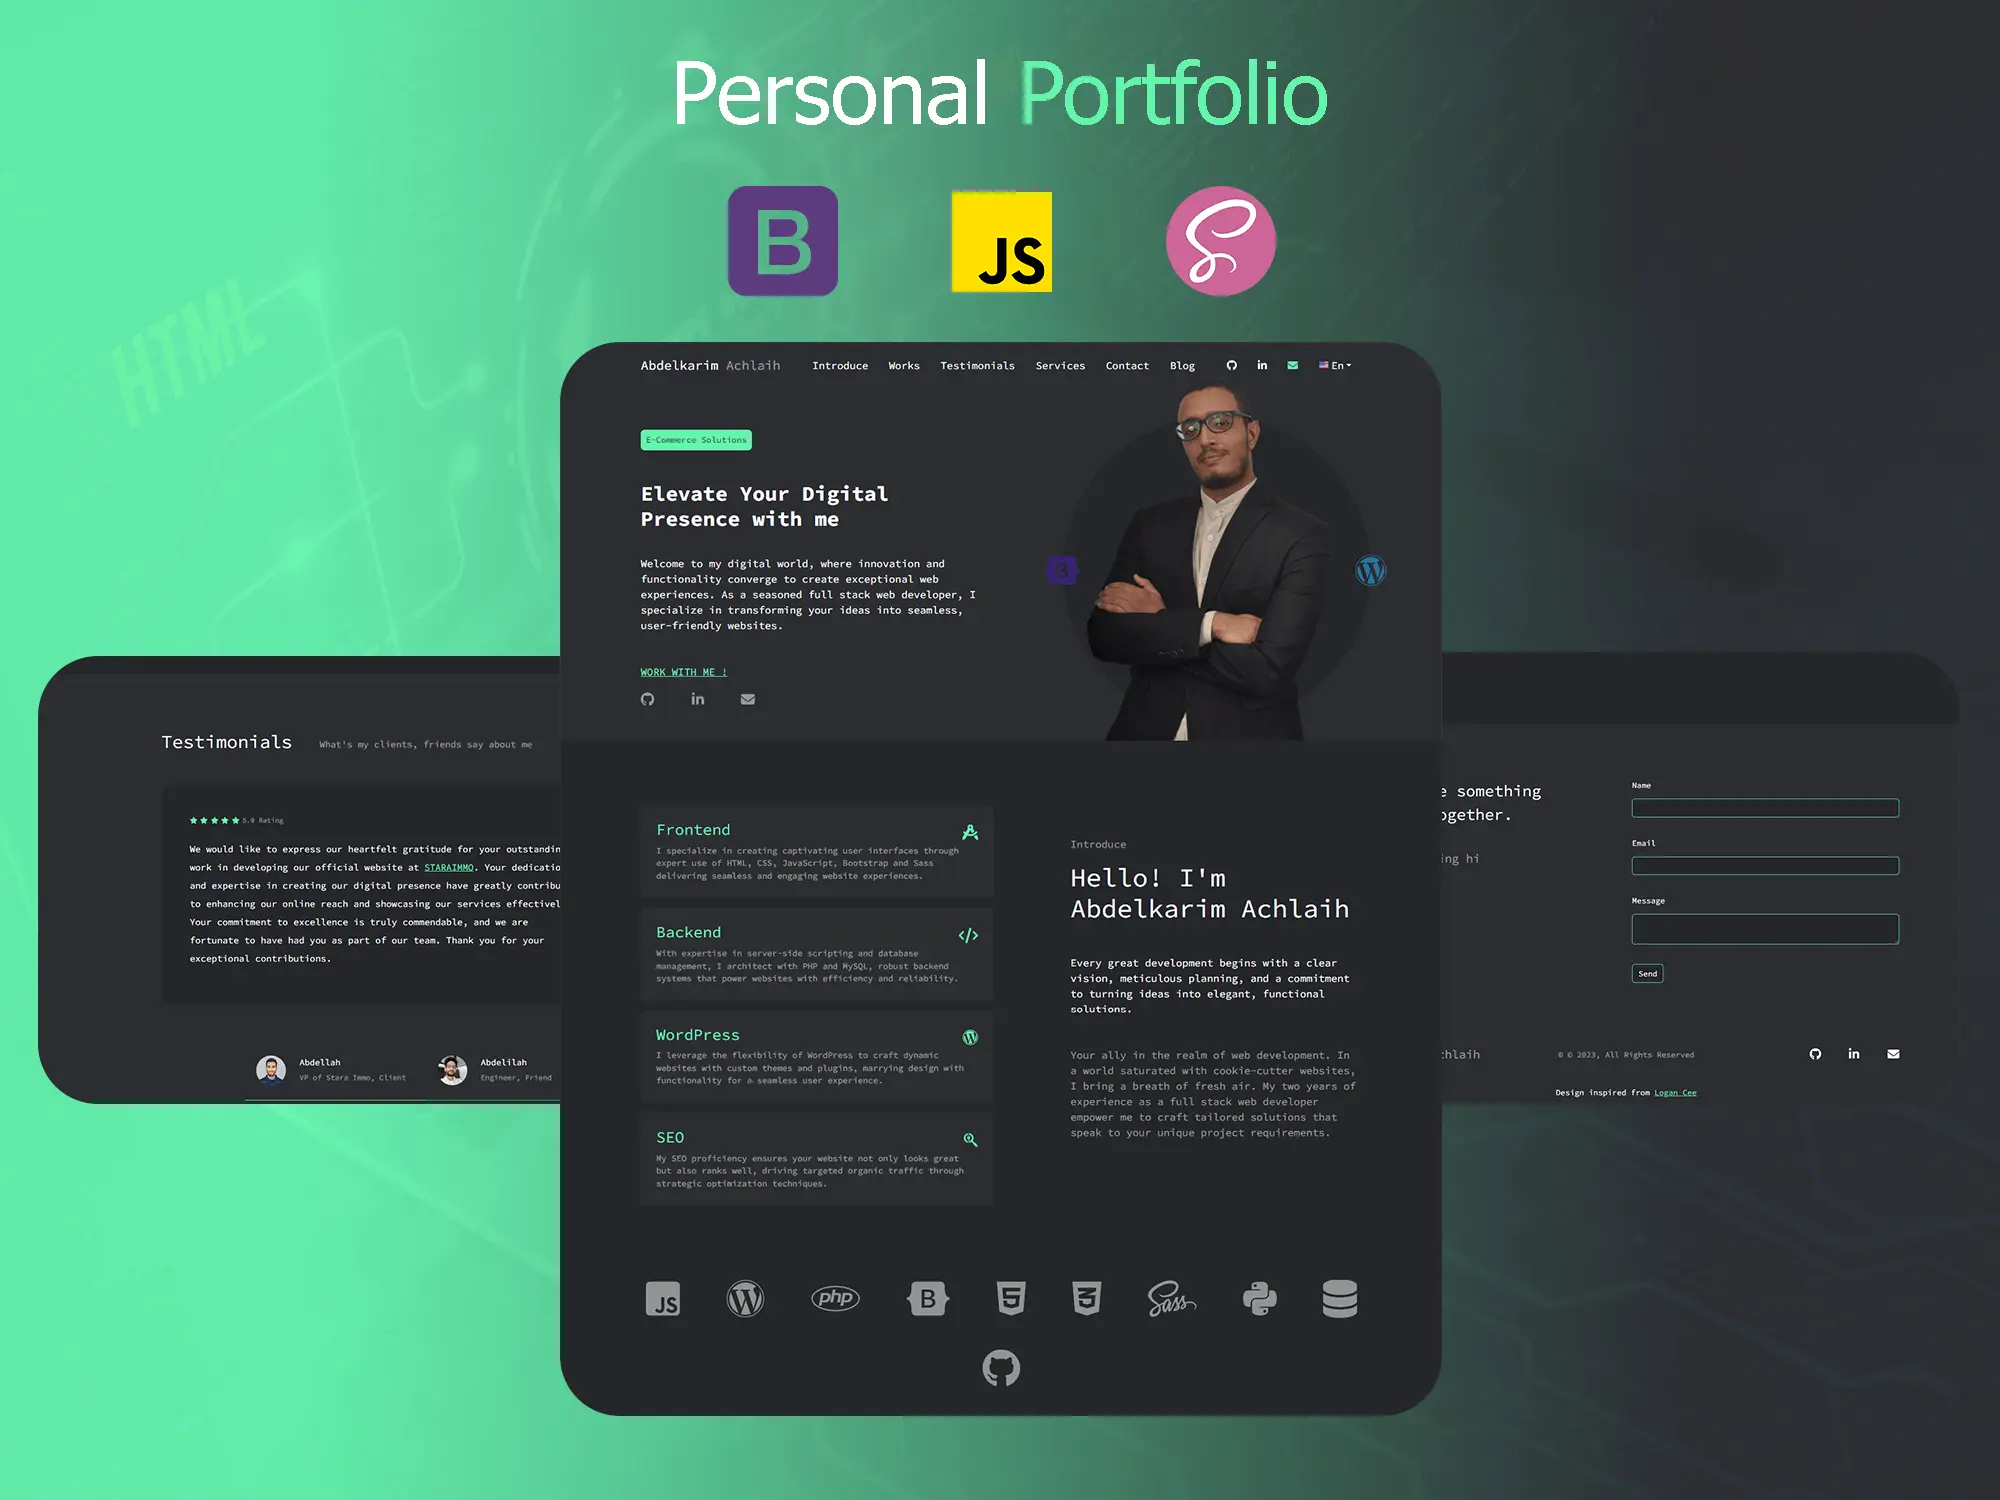 Personal Portfolio
HTML
B
JS
Abdelkarim Achlaih
Introduce
Works
Testimonials
Services
Contact
Blog
in
En
E-Commerce Solutions
Elevate Your Digital
Presence with me
Welcome to my digital world, where innovation and
functionality converge to create exceptional web
experiences. As a seasoned full stack web developer, I
specialize in transforming your ideas into seamless,
user-friendly websites.
WORK WITH ME !
in
B
W
Testimonials
What's my clients, friends say about me
5.0 Rating
We would like to express our heartfelt gratitude for your outstandin
work in developing our official website at STARAIMMO. Your dedicatio
and expertise in creating our digital presence have greatly contribu
to enhancing our online reach and showcasing our services effectivel
Your commitment to excellence is truly commendable, and we are
fortunate to have had you as part of our team. Thank you for your
exceptional contributions.
Abdellah
VP of Stara Immo, Client
Abdelilah
Engineer, Friend
Frontend
I specialize in creating captivating user interfaces through
expert use of HTML, CSS, JavaScript, Bootstrap and Sass
delivering seamless and engaging website experiences.
Backend
With expertise in server-side scripting and database
management, I architect with PHP and MySQL, robust backend
systems that power websites with efficiency and reliability.
WordPress
I leverage the flexibility of WordPress to craft dynamic
websites with custom themes and plugins, marrying design with
functionality for a seamless user experience.
SEO
My SEO proficiency ensures your website not only looks great
but also ranks well, driving targeted organic traffic through
strategic optimization techniques.
Introduce
Hello! I'm
Abdelkarim Achlaih
Every great development begins with a clear
vision, meticulous planning, and a commitment
to turning ideas into elegant, functional
solutions.
Your ally in the realm of web development. In
a world saturated with cookie-cutter websites,
I bring a breath of fresh air. My two years of
experience as a full stack web developer
empower me to craft tailored solutions that
speak to your unique project requirements.
JS
W
php
B
5
3
Sass
e something
ogether.
ing hi
Name
Email
Message
Send
chlaih
© © 2023, All Rights Reserved
in
Design inspired from Logan Cee